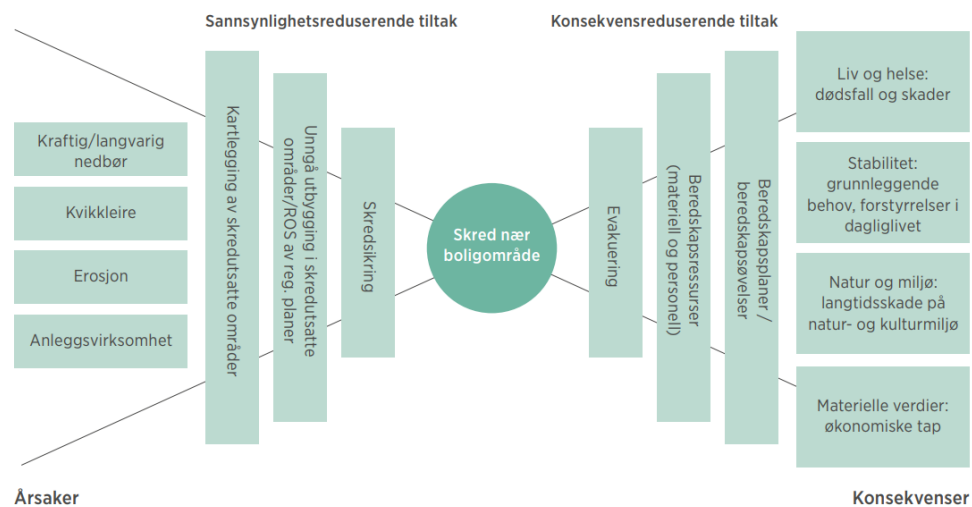 Sannsynlighetsreduserende tiltak
Konsekvensreduserende tiltak
Kraftig/langvarig
nedbør
Kvikkleire
Erosjon
Anleggsvirksomhet
Kartlegging av skredutsatte områder
Unngå utbygging i skredutsatte
områder/ROS av reg. planer
Skredsikring
Skred nær
boligområde
Evakuering
Beredskapsressurser
(materiell og personell)
Beredskapsplaner /
beredskapsøvelser
Liv og helse:
dødsfall og skader
Stabilitet:
grunnleggende
behov, forstyrrelser i
dagliglivet
Natur og miljø:
langtidsskade på
natur- og kulturmiljø
Materielle verdier:
økonomiske tap
Årsaker
Konsekvenser